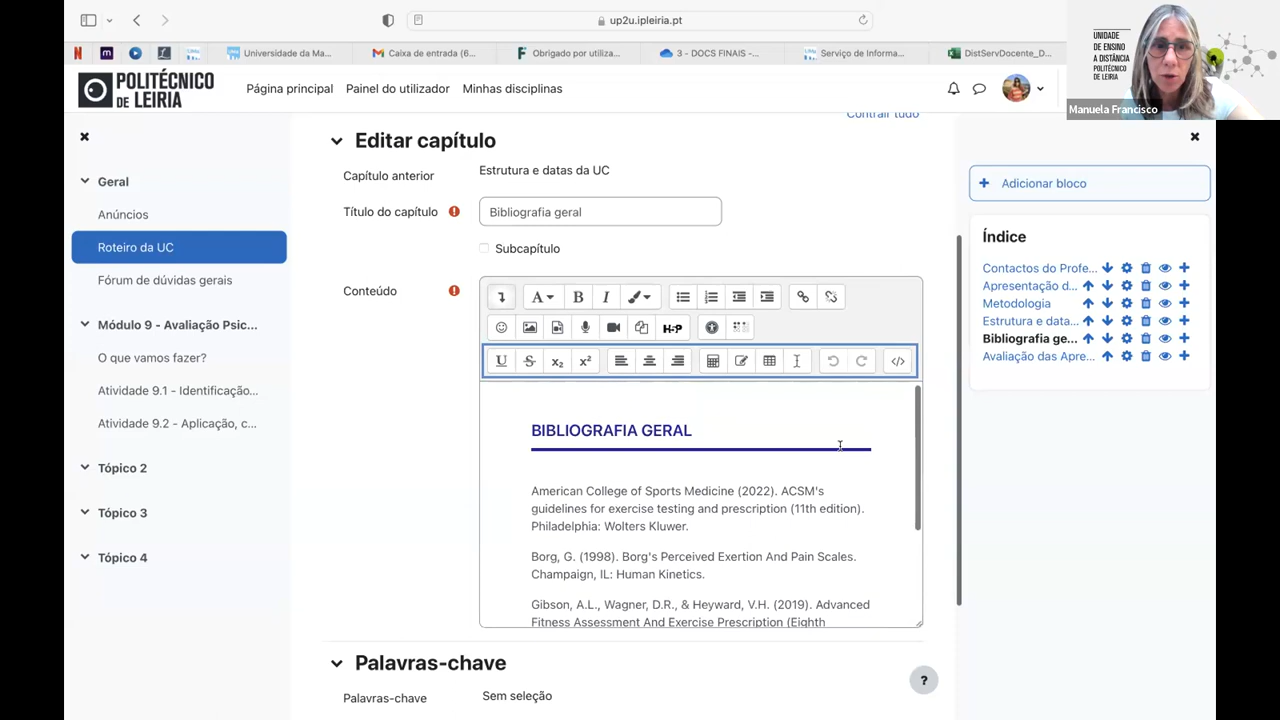 up2u.ipleiria.pt
Universidade da Ma...
Caixa de entrada (6...
Obrigado por utiliza...
3 - DOCS FINAIS -...
Serviço de Informa...
DistServDocente_D...
UNIDADE
DE ENSINO
A DISTÂNCIA
POLITÉCNICO
DE LEIRIA
Manuela Francisco
POLITÉCNICO
DE LEIRIA
Página principal
Painel do utilizador
Minhas disciplinas
Contrair tudo
Geral
Anúncios
Roteiro da UC
Fórum de dúvidas gerais
Módulo 9 - Avaliação Psic...
O que vamos fazer?
Atividade 9.1 - Identificação...
Atividade 9.2 - Aplicação, c...
Tópico 2
Tópico 3
Tópico 4
Editar capítulo
Capítulo anterior
Estrutura e datas da UC
Título do capítulo
Bibliografia geral
Subcapítulo
Conteúdo
A
B
I
H-P
U
S
x₂
x²
</>
BIBLIOGRAFIA GERAL
American College of Sports Medicine (2022). ACSM's
guidelines for exercise testing and prescription (11th edition).
Philadelphia: Wolters Kluwer.
Borg, G. (1998). Borg's Perceived Exertion And Pain Scales.
Champaign, IL: Human Kinetics.
Gibson, A.L., Wagner, D.R., & Heyward, V.H. (2019). Advanced
Fitness Assessment And Exercise Prescription (Eighth
Palavras-chave
Palavras-chave
Sem seleção
?
Adicionar bloco
Índice
Contactos do Profe...
Apresentação d...
Metodologia
Estrutura e data...
Bibliografia ge...
Avaliação das Apre...